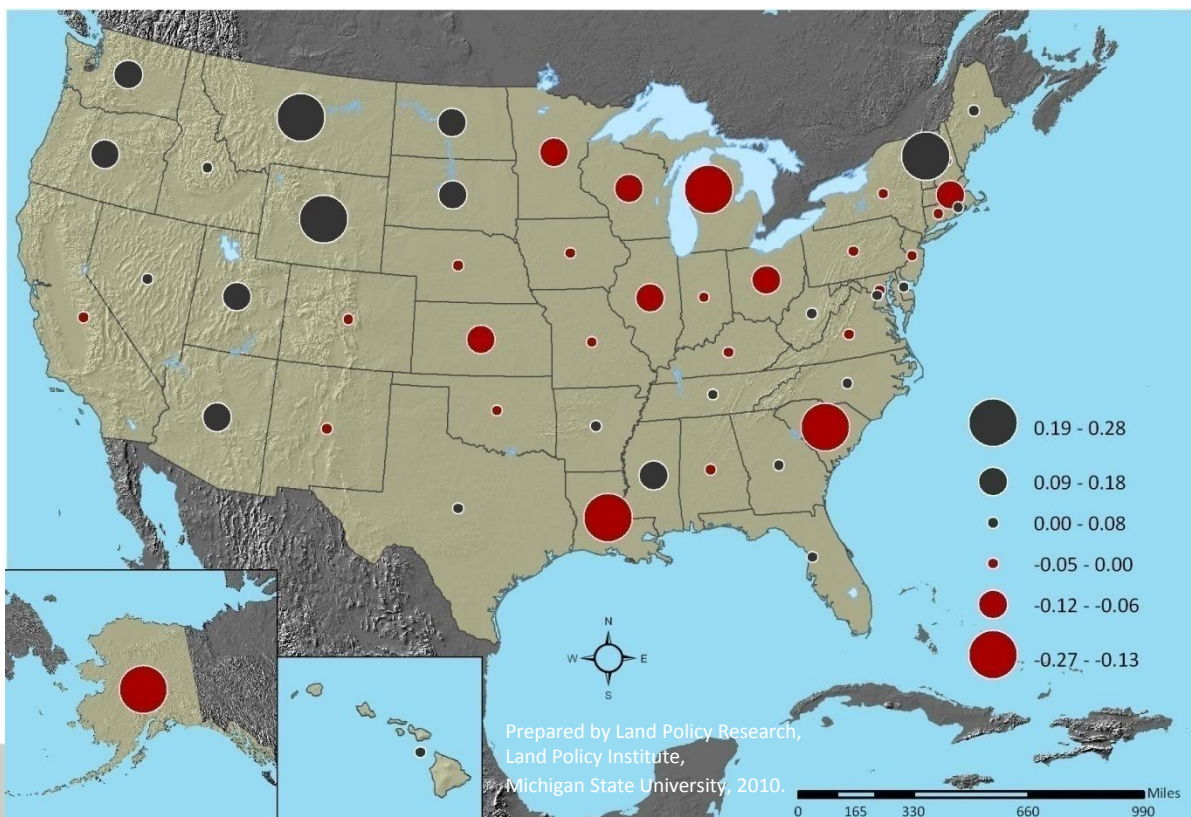 0.19 - 0.28
0.09 - 0.18
0.00 - 0.08
-0.05 - 0.00
-0.12 - -0.06
-0.27 - -0.13
N
W E
S
Prepared by Land Policy Research,
Land Policy Institute,
Michigan State University, 2010.
Miles
0 165 330 660 990